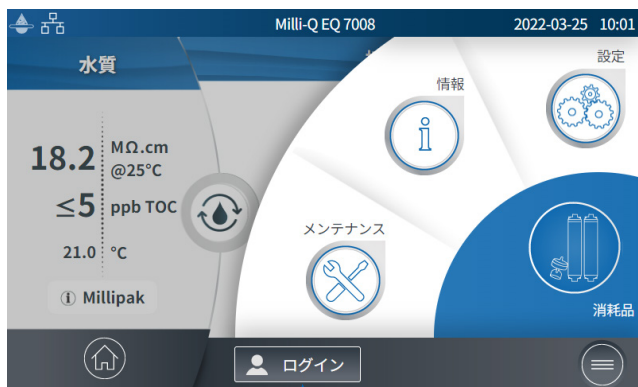 Milli-Q EQ 7008
2022-03-25 10:01
水質
設定
情報
18.2 MΩ.cm
@25°C
≤5 ppb TOC
21.0 °C
メンテナンス
Millipak
消耗品
ログイン